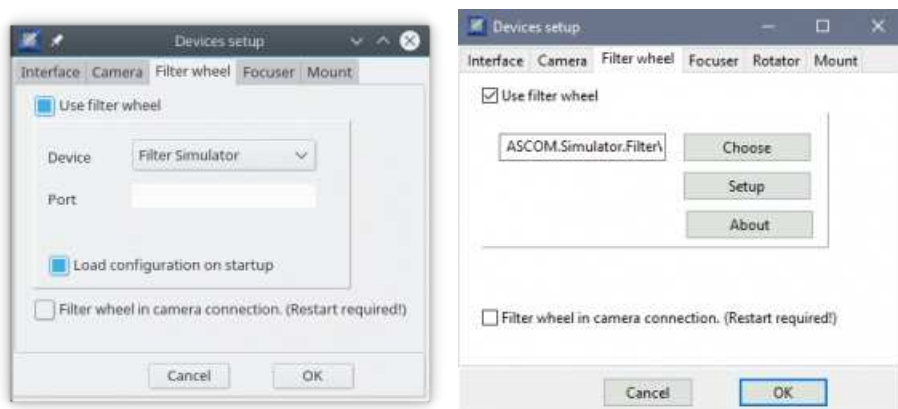 Devices setup
Interface Camera Filter wheel Focuser Mount
Use filter wheel
Device Filter Simulator
Port
Load configuration on startup
Filter wheel in camera connection. (Restart required!)
Cancel OK
Devices setup
Interface Camera Filter wheel Focuser Rotator Mount
Use filter wheel
ASCOM.Simulator.Filter Choose
Setup
About
Filter wheel in camera connection. (Restart required!)
Cancel OK